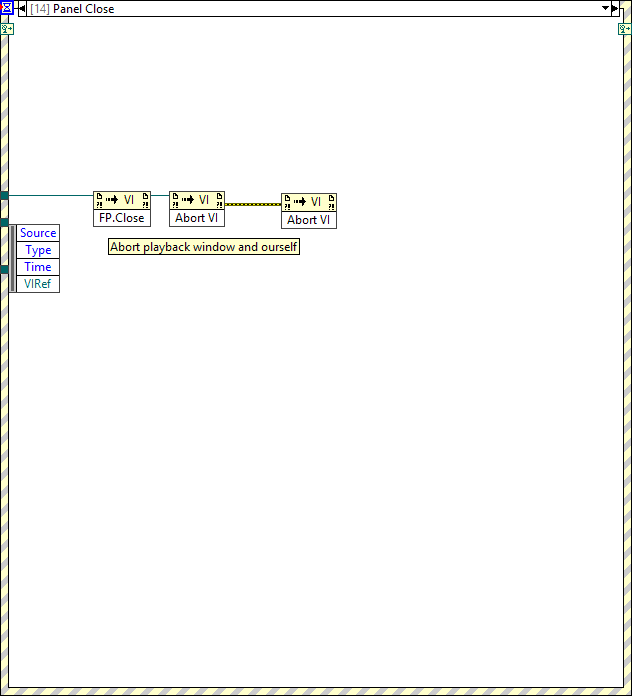 [14] Panel Close
VI
VI
VI
FP.Close
Abort VI
Abort VI
Source
Abort playback window and ourself
Type
Time
VIRef